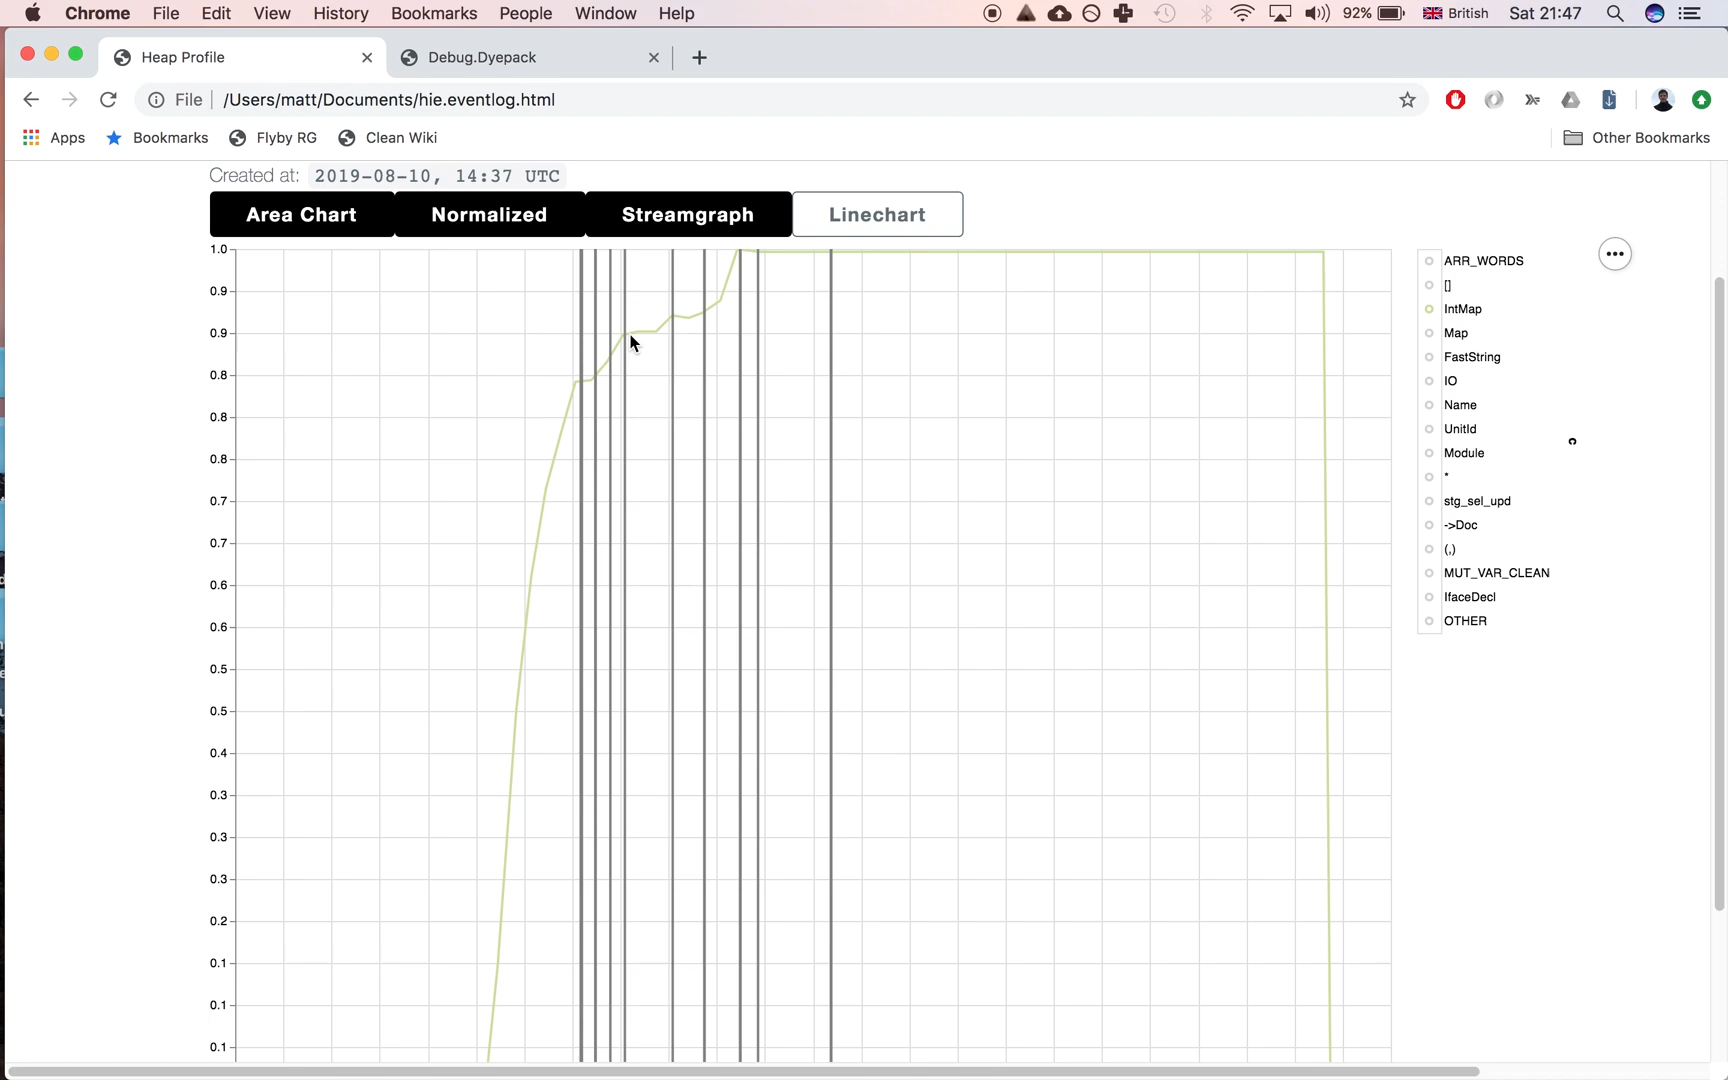 Chrome File Edit View History Bookmarks People Window Help 92% British Sat 21:47
Heap Profile Debug.Dyepack
File /Users/matt/Documents/hie.eventlog.html
Apps Bookmarks Flyby RG Clean Wiki Other Bookmarks
Created at: 2019-08-10, 14:37 UTC
Area Chart Normalized Streamgraph Linechart
1.0
0.9
0.9
0.8
0.8
0.8
0.7
0.7
0.6
0.6
0.5
0.5
0.4
0.3
0.3
0.3
0.2
0.1
0.1
0.1
ARR_WORDS
[]
IntMap
Map
FastString
IO
Name
UnitId
Module
*
stg_sel_upd
->Doc
(,)
MUT_VAR_CLEAN
IfaceDecl
OTHER